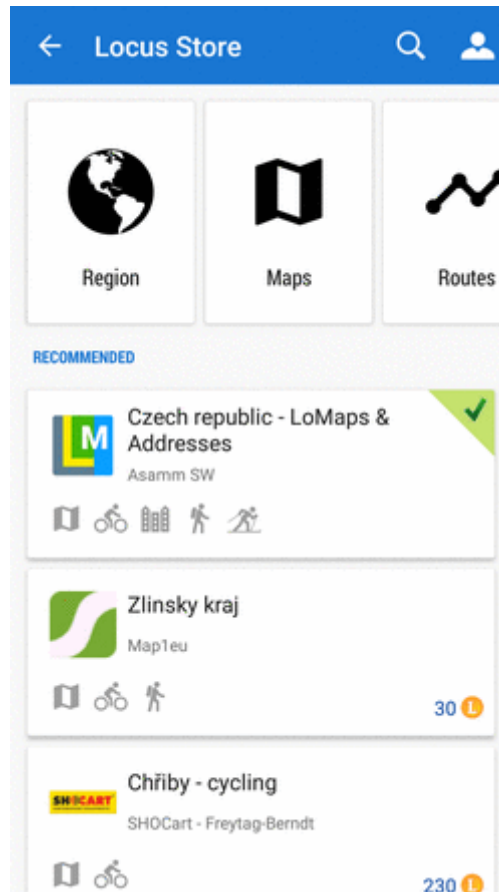 Locus Store
Region
Maps
Routes
RECOMMENDED
Czech republic - LoMaps &
Addresses
Asamm SW
Zlinsky kraj
Map1eu
30 L
SHOCART
Chřiby - cycling
SHOCart - Freytag-Berndt
230 L